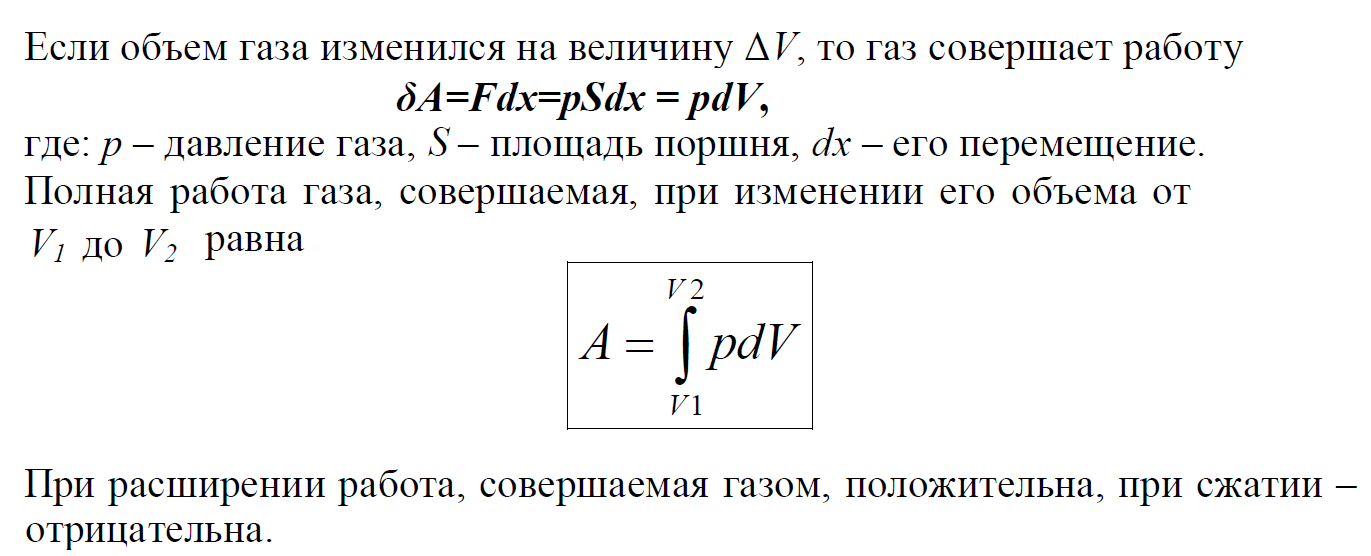 Если объем газа изменился на величину ΔV, то газ совершает работу
δA=Fdx=pSdx = pdV,
где: p – давление газа, S – площадь поршня, dx – его перемещение.
Полная работа газа, совершаемая, при изменении его объема от
V₁ до V₂ равна
V2
A = ∫ pdV
V1
При расширении работа, совершаемая газом, положительна, при сжатии –
отрицательна.